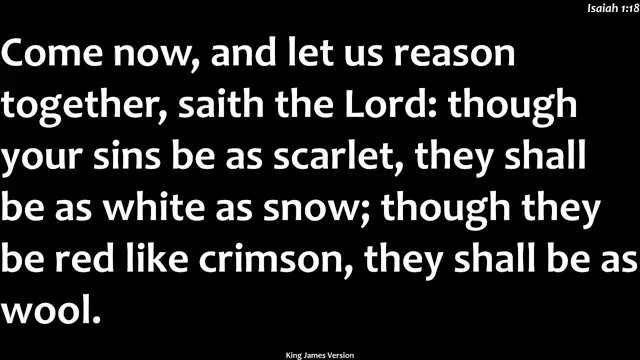 Isaiah 1:18
Come now, and let us reason
together, saith the Lord: though
your sins be as scarlet, they shall
be as white as snow; though they
be red like crimson, they shall be as
wool.
King James Version